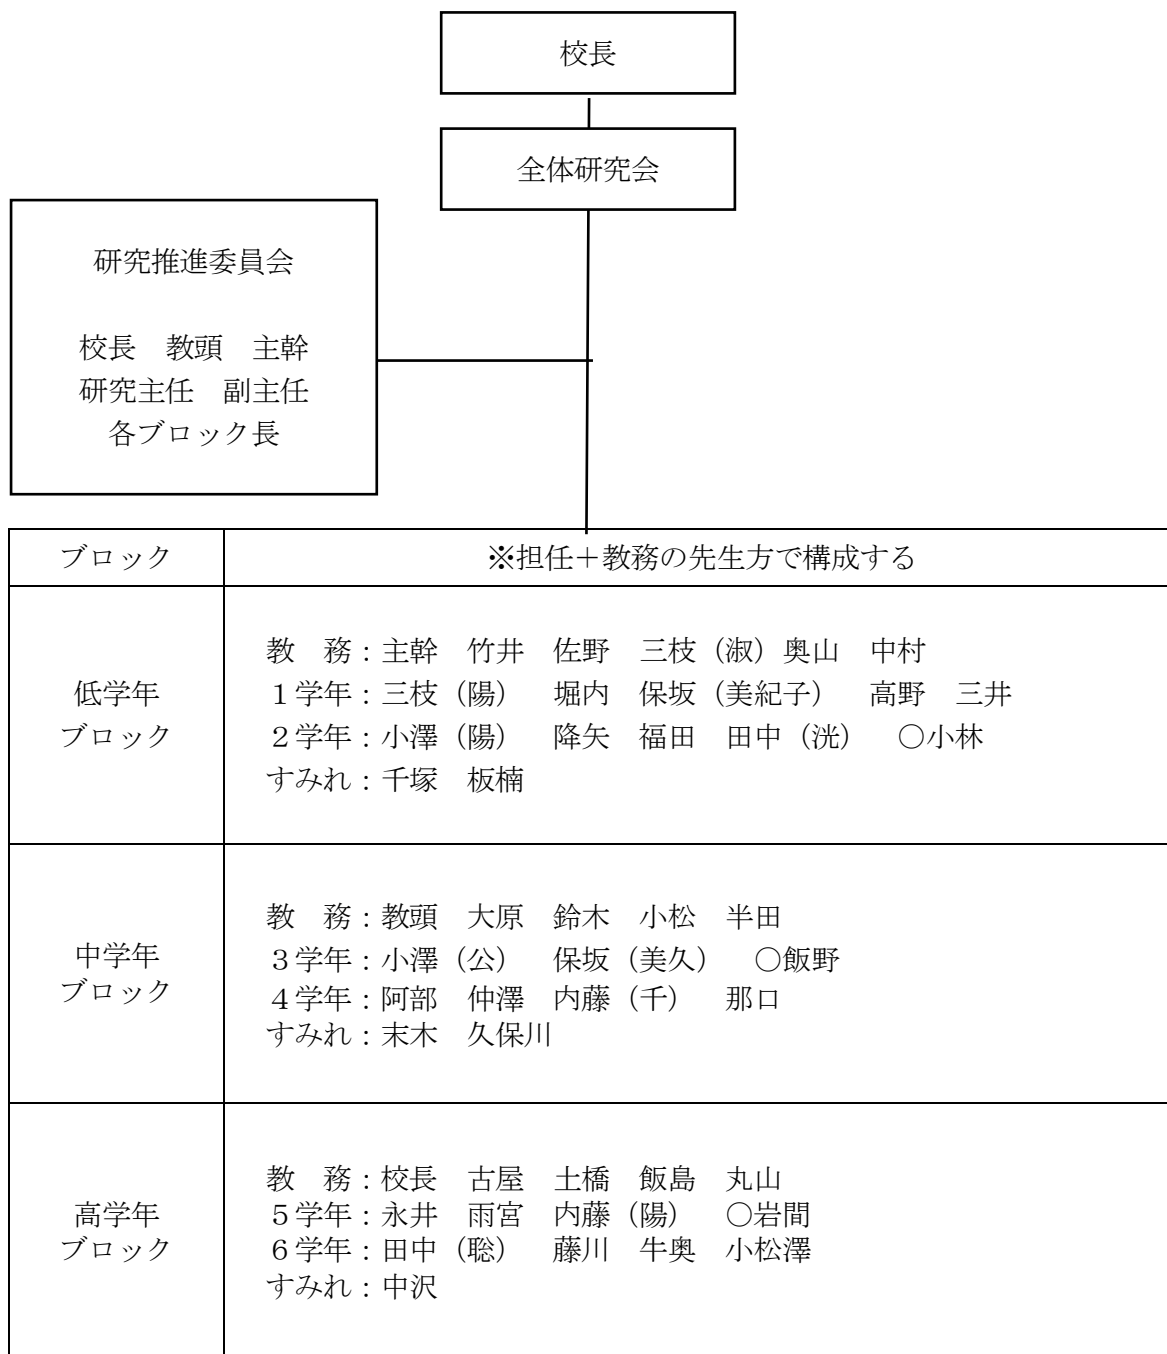 校長
全体研究会
研究推進委員会
校長　教頭　主幹
研究主任　副主任
各ブロック長
ブロック　※担任＋教務の先生方で構成する
低学年
ブロック
教　務：主幹　竹井　佐野　三枝（淑）奥山　中村
１学年：三枝（陽）　堀内　保坂（美紀子）　高野　三井
２学年：小澤（陽）　降矢　福田　田中（洸）　○小林
すみれ：千塚　板楠
中学年
ブロック
教　務：教頭　大原　鈴木　小松　半田
３学年：小澤（公）　保坂（美久）　○飯野
４学年：阿部　仲澤　内藤（千）　那口
すみれ：末木　久保川
高学年
ブロック
教　務：校長　古屋　土橋　飯島　丸山
５学年：永井　雨宮　内藤（陽）　○岩間
６学年：田中（聡）　藤川　牛奥　小松澤
すみれ：中沢